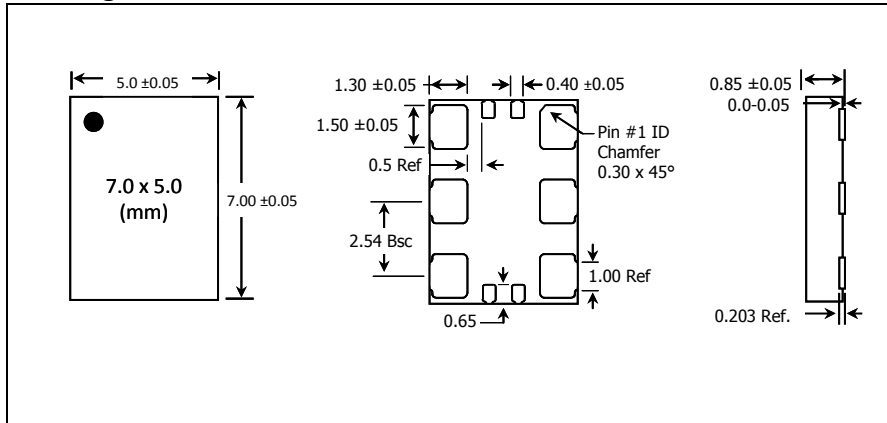 5.0 ±0.05
7.0 x 5.0
(mm)
7.00 ±0.05
1.30 ±0.05
0.40 ±0.05
1.50 ±0.05
0.5 Ref
2.54 Bsc
0.65
Pin #1 ID
Chamfer
0.30 x 45°
1.00 Ref
0.85 ±0.05
0.0-0.05
0.203 Ref.